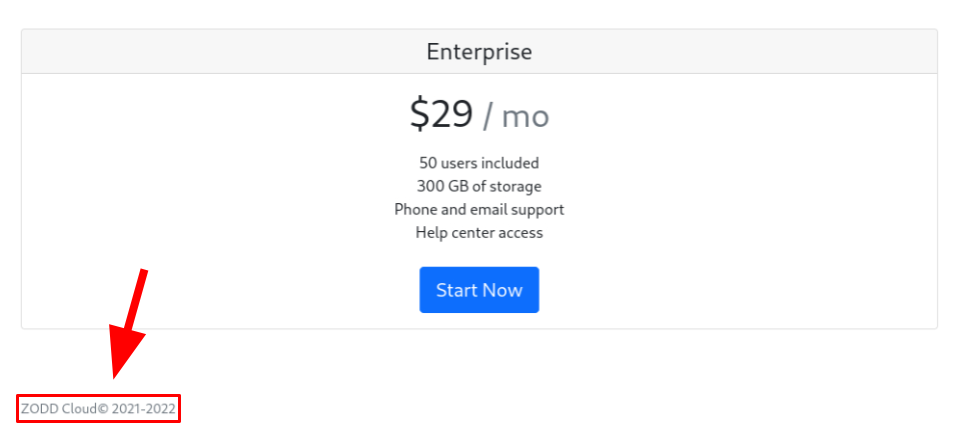 Enterprise
$29 / mo
50 users included
300 GB of storage
Phone and email support
Help center access
Start Now
ZODD Cloud© 2021-2022